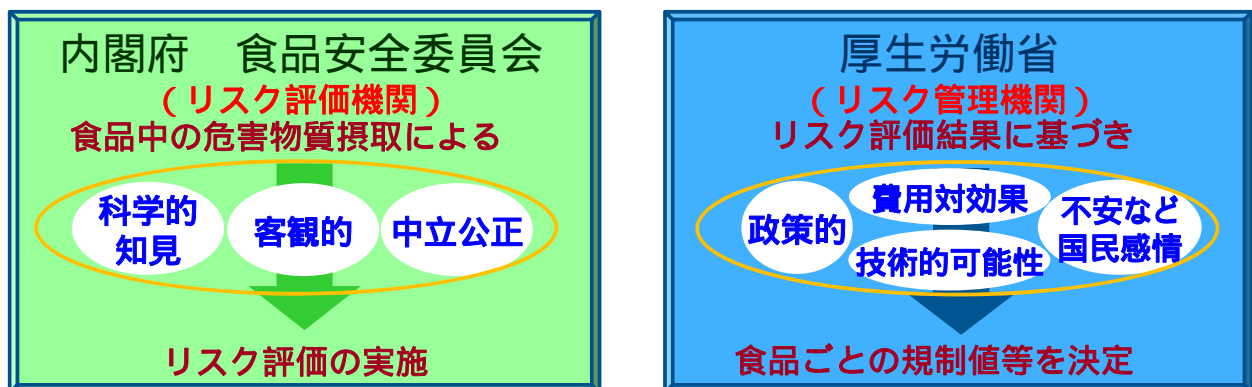 内閣府　食品安全委員会
（リスク評価機関）
食品中の危害物質摂取による
科学的
知見
客観的
中立公正
リスク評価の実施
厚生労働省
（リスク管理機関）
リスク評価結果に基づき
政策的
費用対効果
技術的可能性
不安など
国民感情
食品ごとの規制値等を決定